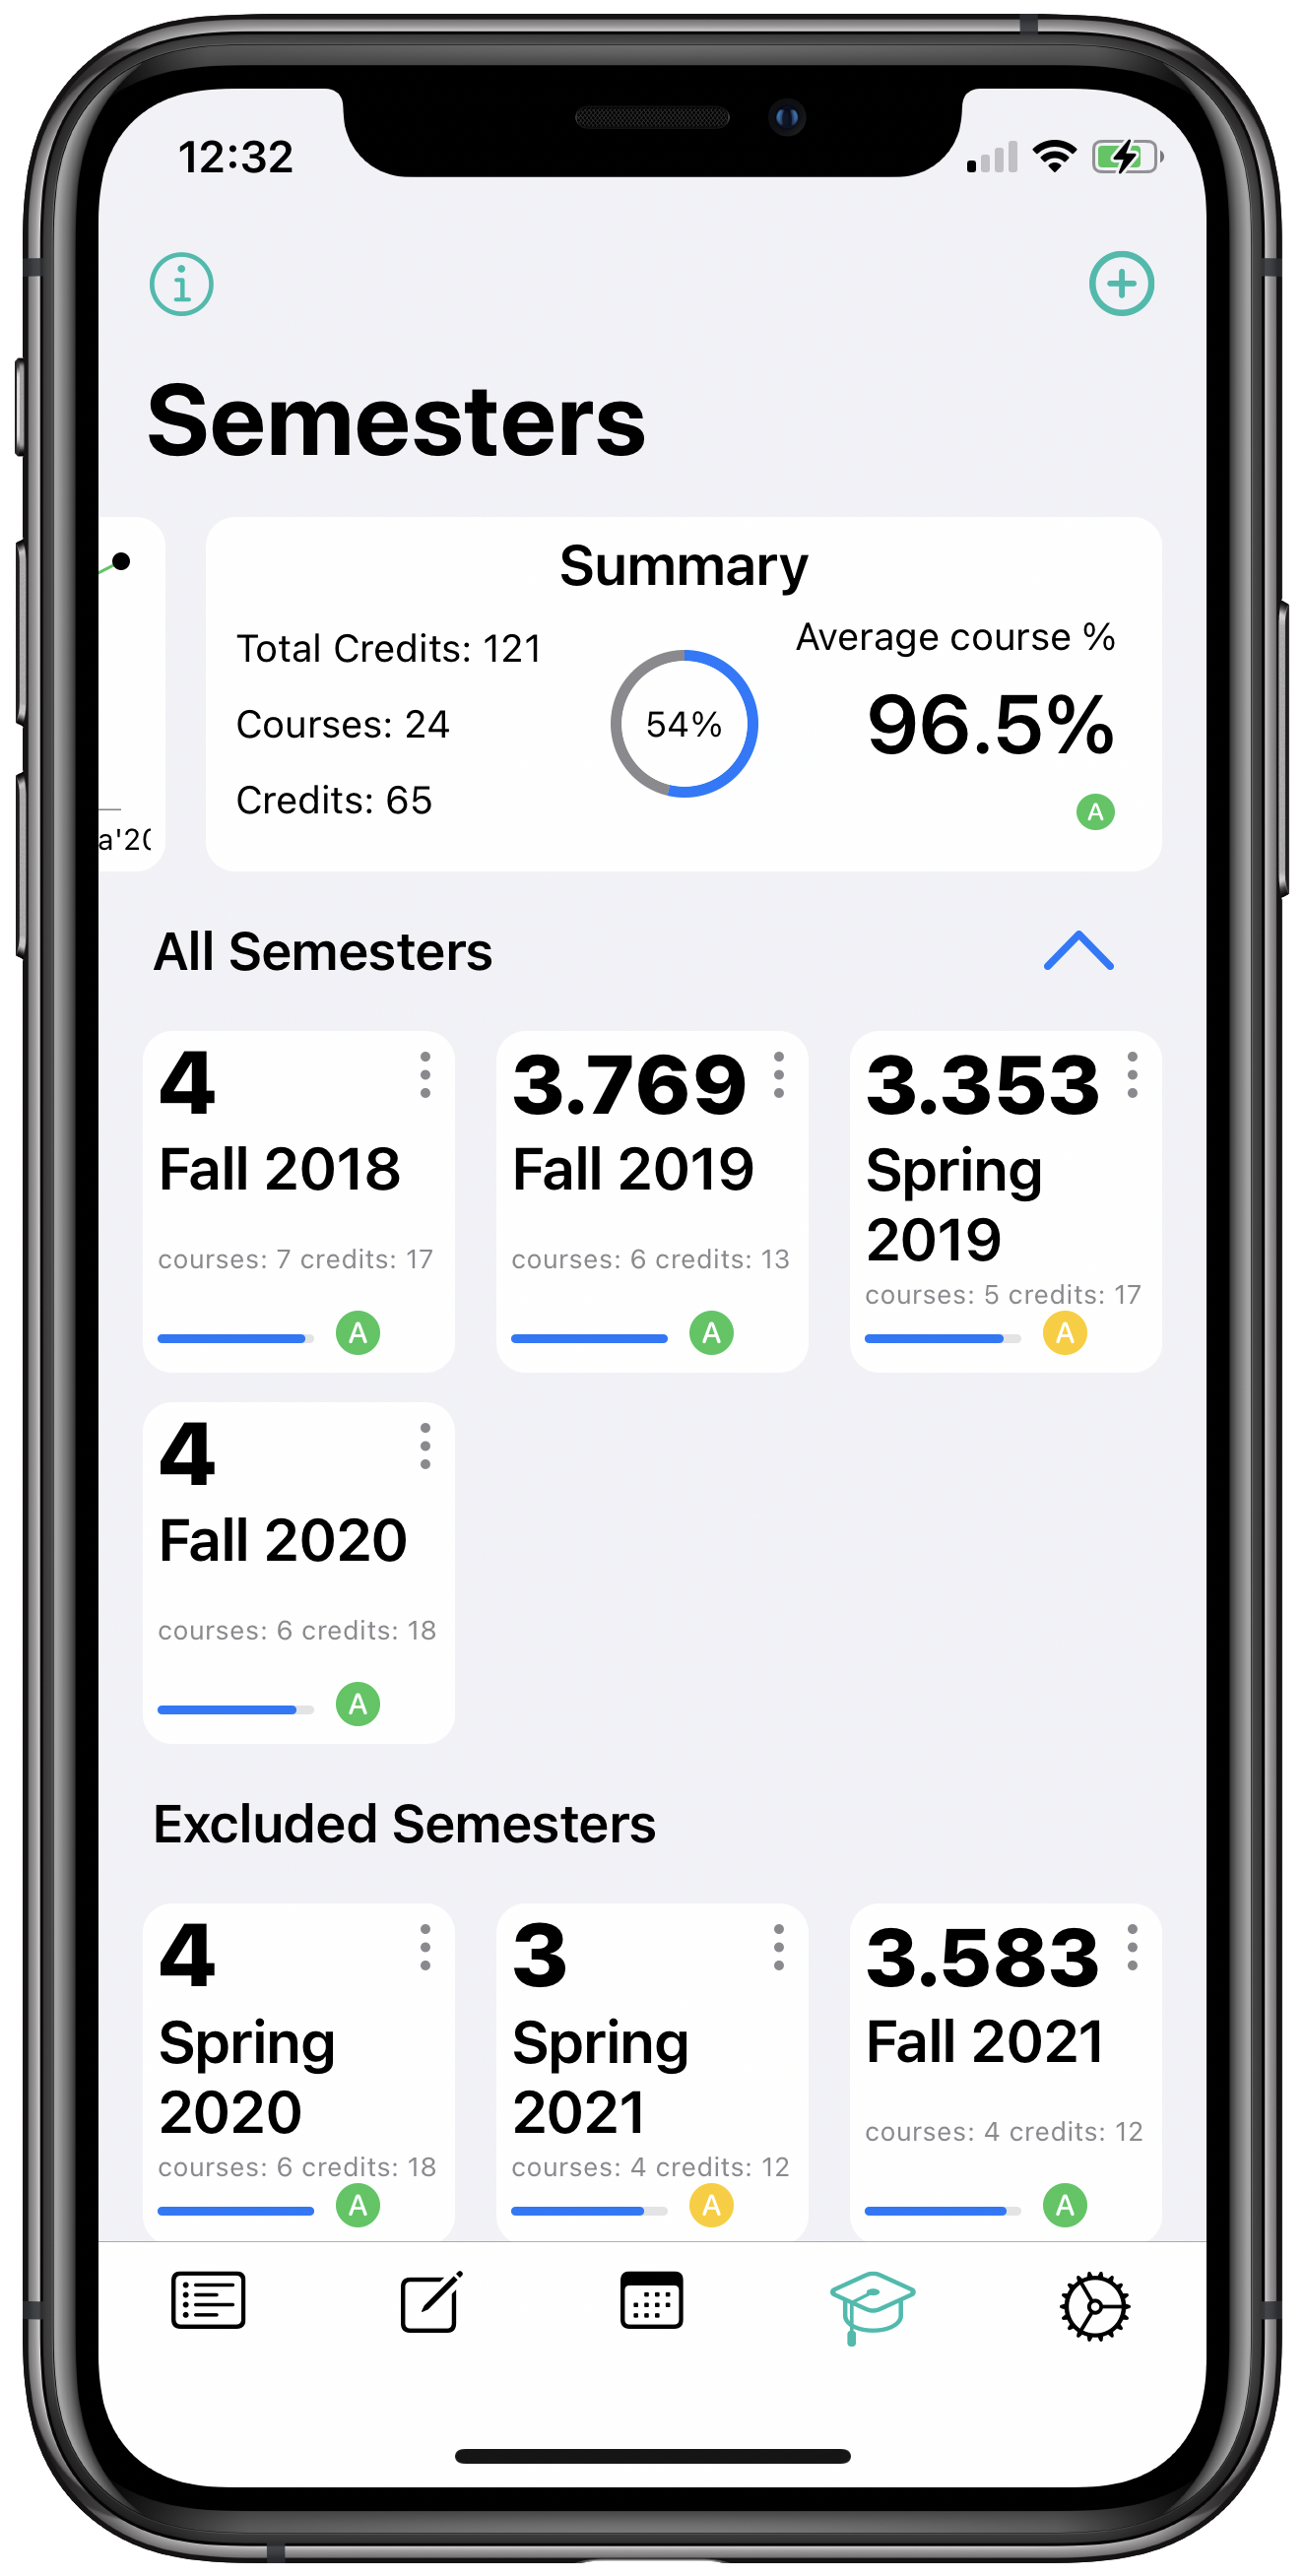 12:32
Semesters
Summary
Total Credits: 121
Courses: 24
Credits: 65
54%
Average course %
96.5%
A
a'20
All Semesters
4
Fall 2018
courses: 7 credits: 17
A
3.769
Fall 2019
courses: 6 credits: 13
A
3.353
Spring
2019
courses: 5 credits: 17
A
4
Fall 2020
courses: 6 credits: 18
A
Excluded Semesters
4
Spring
2020
courses: 6 credits: 18
A
3
Spring
2021
courses: 4 credits: 12
A
3.583
Fall 2021
courses: 4 credits: 12
A